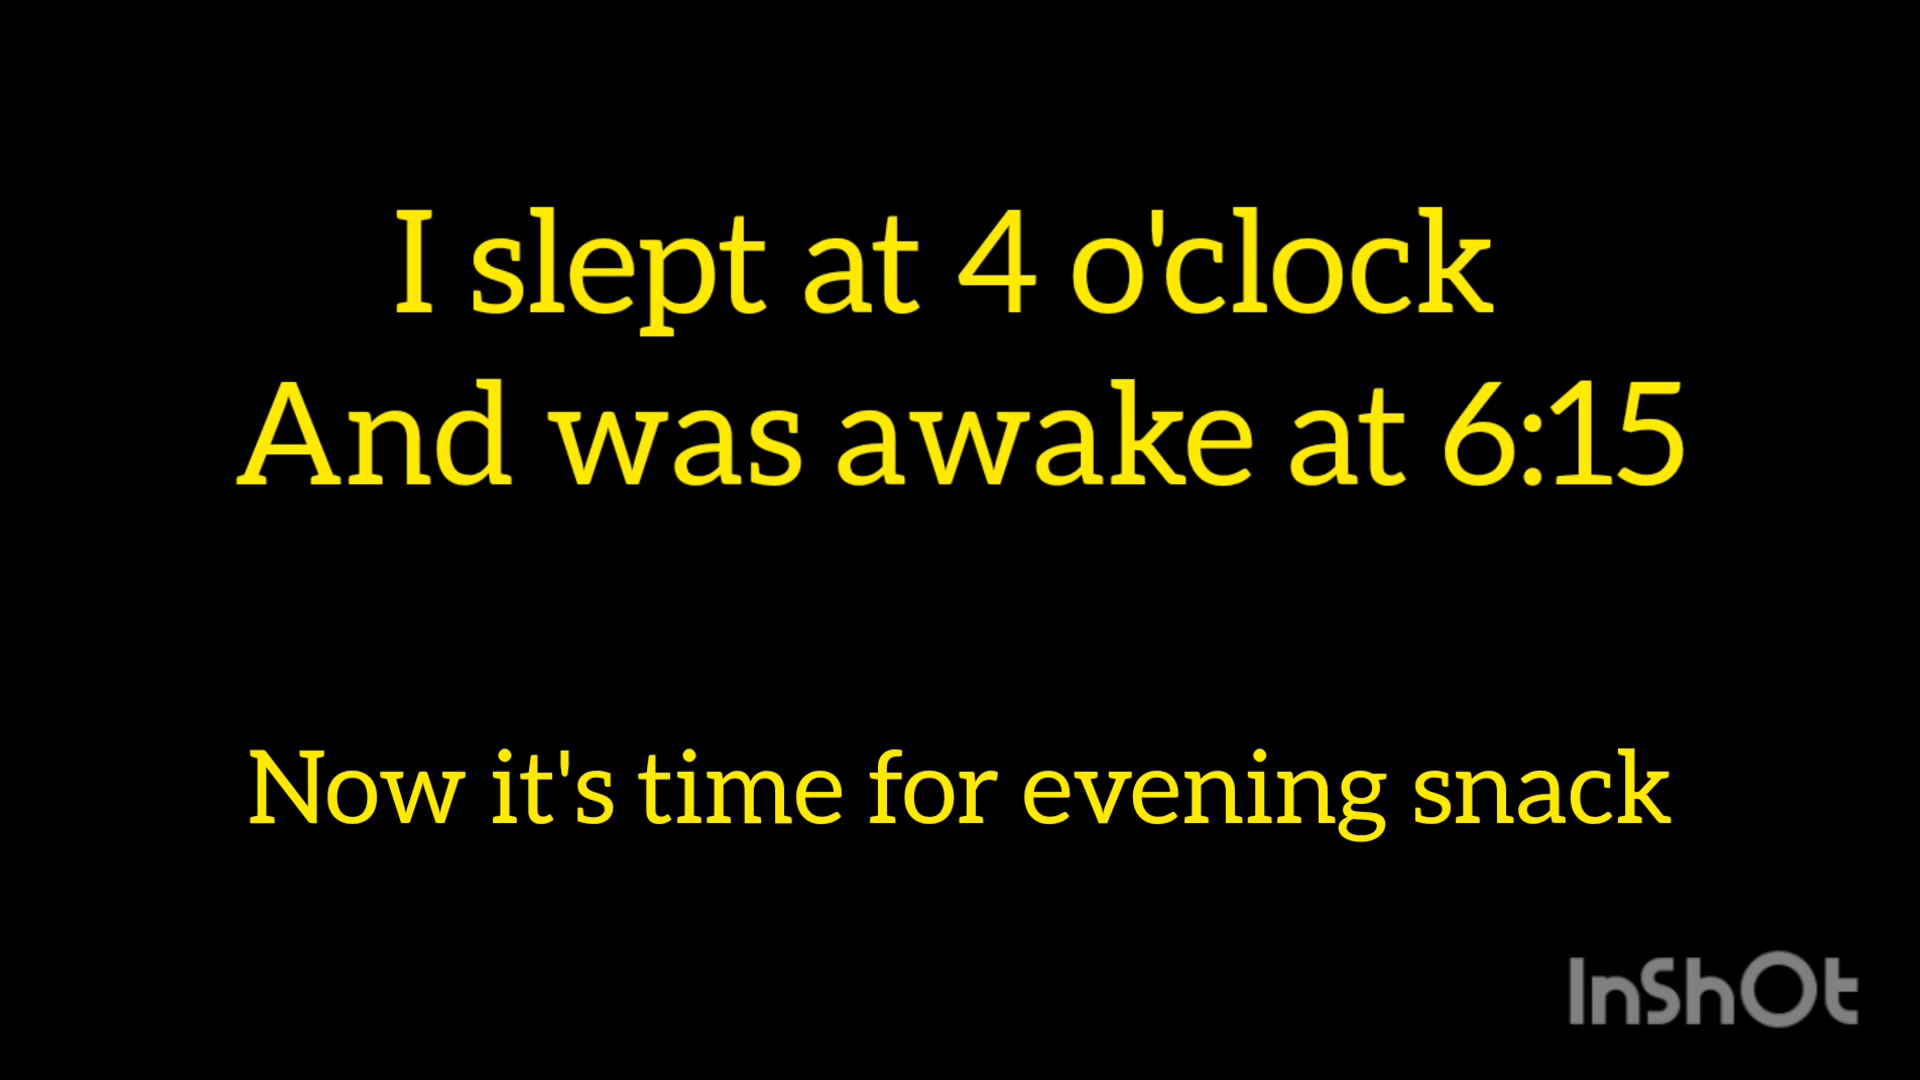 I slept at 4 o'clock
And was awake at 6:15
Now it's time for evening snack
InShOt